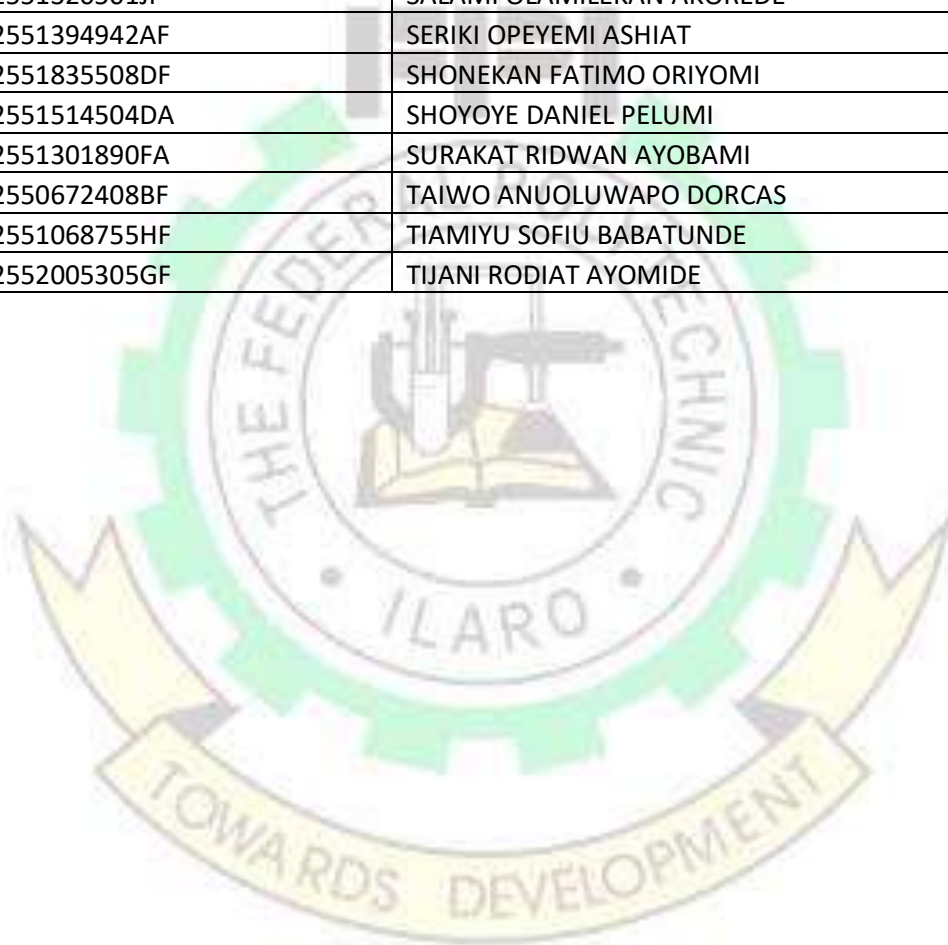 SERIKI OPEYEMI ASHIAT
2551394942AF
2551835508DF SHONEKAN FATIMO ORIYOMI
2551514504DA SHOYOYE DANIEL PELUMI
2551301890FA SURAKAT RIDWAN AYOBAMI
2550672408BF TAIWO ANUOLUWAPO DORCAS
2551068755HF TIAMIYU SOFIU BABATUNDE
2552005305GF TIJANI RODIAT AYOMIDE
THE FEDERAL POLYTECHNIC
• ILARO •
TOWARDS DEVELOPMENT